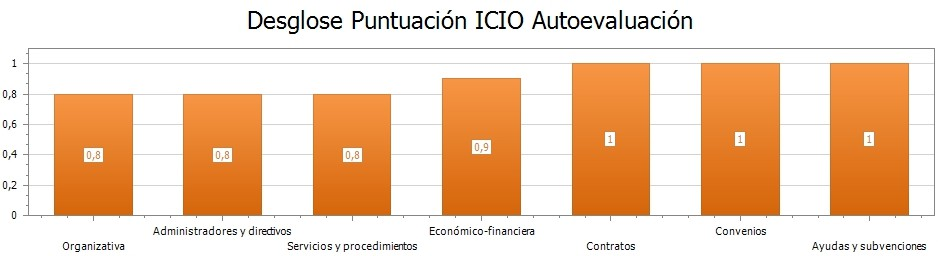 Desglose Puntuación ICIO Autoevaluación
1
0,8
0,6
0,4
0,2
0
0,8
0,8
0,8
0,9
1
1
1
Administradores y directivos
Económico-financiera
Convenios
Organizativa
Servicios y procedimientos
Contratos
Ayudas y subvenciones